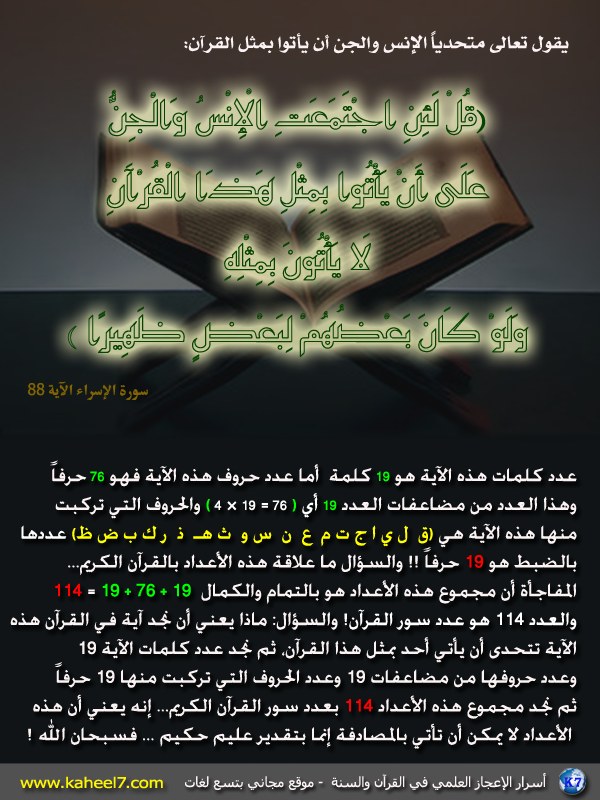 يقول تعالى متحدياً الإنس والجن أن يأتوا بمثل القرآن:
(قُلْ لَئِنِ اجْتَمَعَتِ الْإِنْسُ وَالْجِنُّ
عَلَى أَنْ يَأْتُوا بِمِثْلِ هَذَا الْقُرْآنِ
لَا يَأْتُونَ بِمِثْلِهِ
وَلَوْ كَانَ بَعْضُهُمْ لِبَعْضٍ ظَهِيرًا )
سورة الإسراء الآية 88
عدد كلمات هذه الآية هو 19 كلمة أما عدد حروف هذه الآية فهو 76 حرفاً
وهذا العدد من مضاعفات العدد 19 أي ( 76 = 19 × 4 ) والحروف التي تركبت
منها هذه الآية هي (ق ل ي ا ج ت م ع ن س و ث هـ ذ ر ك ب ض ظ) عددها
بالضبط هو 19 حرفاً !! والسؤال ما علاقة هذه الأعداد بالقرآن الكريم...
المفاجأة أن مجموع هذه الأعداد هو بالتمام والكمال 19 + 76 + 19 = 114
والعدد 114 هو عدد سور القرآن! والسؤال: ماذا يعني أن نجد آية في القرآن هذه
الآية تتحدى أن يأتي أحد بمثل هذا القرآن، ثم نجد عدد كلمات الآية 19
وعدد حروفها من مضاعفات 19 وعدد الحروف التي تركبت منها 19 حرفاً
ثم نجد مجموع هذه الأعداد 114 بعدد سور القرآن الكريم... إنه يعني أن هذه
الأعداد لا يمكن أن تأتي بالمصادفة إنما بتقدير عليم حكيم ... فسبحان الله !
K7 أسرار الإعجاز العلمي في القرآن والسنة - موقع مجاني بتسع لغات www.kaheel7.com